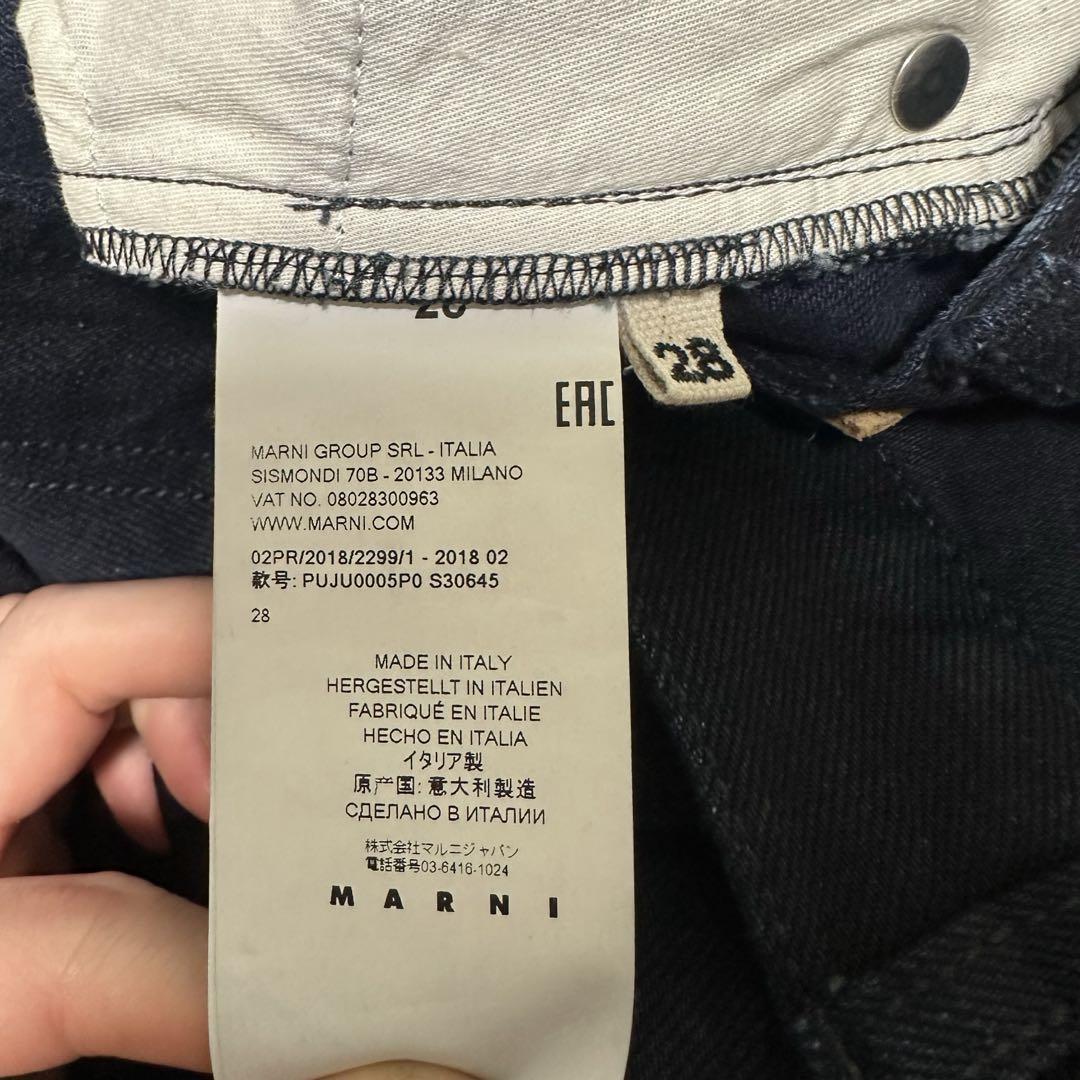 28
28
EAC
MARNI GROUP SRL - ITALIA
SISMONDI 70B - 20133 MILANO
VAT NO. 08028300963
WWW.MARNI.COM
02PR/2018/2299/1 - 2018 02
款号: PUJU0005P0 S30645
28
MADE IN ITALY
HERGESTELLT IN ITALIEN
FABRIQUÉ EN ITALIE
HECHO EN ITALIA
イタリア製
原产国: 意大利製造
СДЕЛАНО В ИТАЛИИ
株式会社マルニジャパン
電話番号03-6416-1024
MARNI